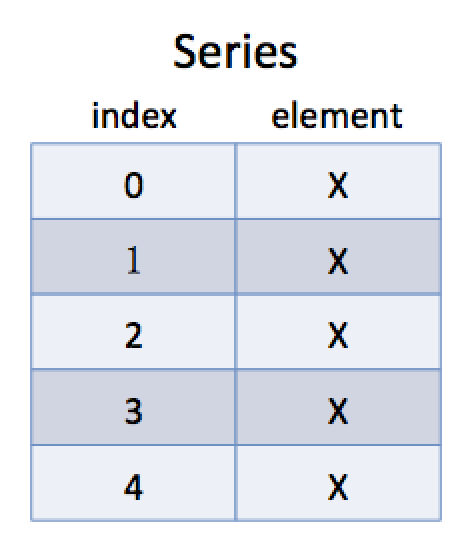 Series
index element
0 X
1 X
2 X
3 X
4 X